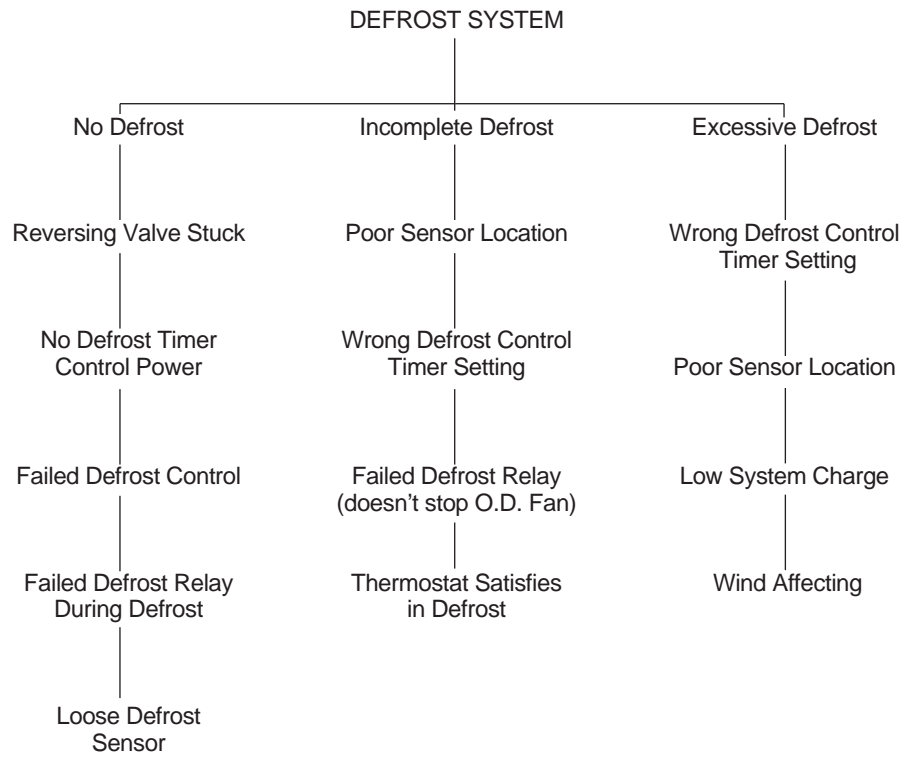 DEFROST SYSTEM
No Defrost
Reversing Valve Stuck
No Defrost Timer
Control Power
Failed Defrost Control
Failed Defrost Relay
During Defrost
Loose Defrost
Sensor
Incomplete Defrost
Poor Sensor Location
Wrong Defrost Control
Timer Setting
Failed Defrost Relay
(doesn't stop O.D. Fan)
Thermostat Satisfies
in Defrost
Excessive Defrost
Wrong Defrost Control
Timer Setting
Poor Sensor Location
Low System Charge
Wind Affecting